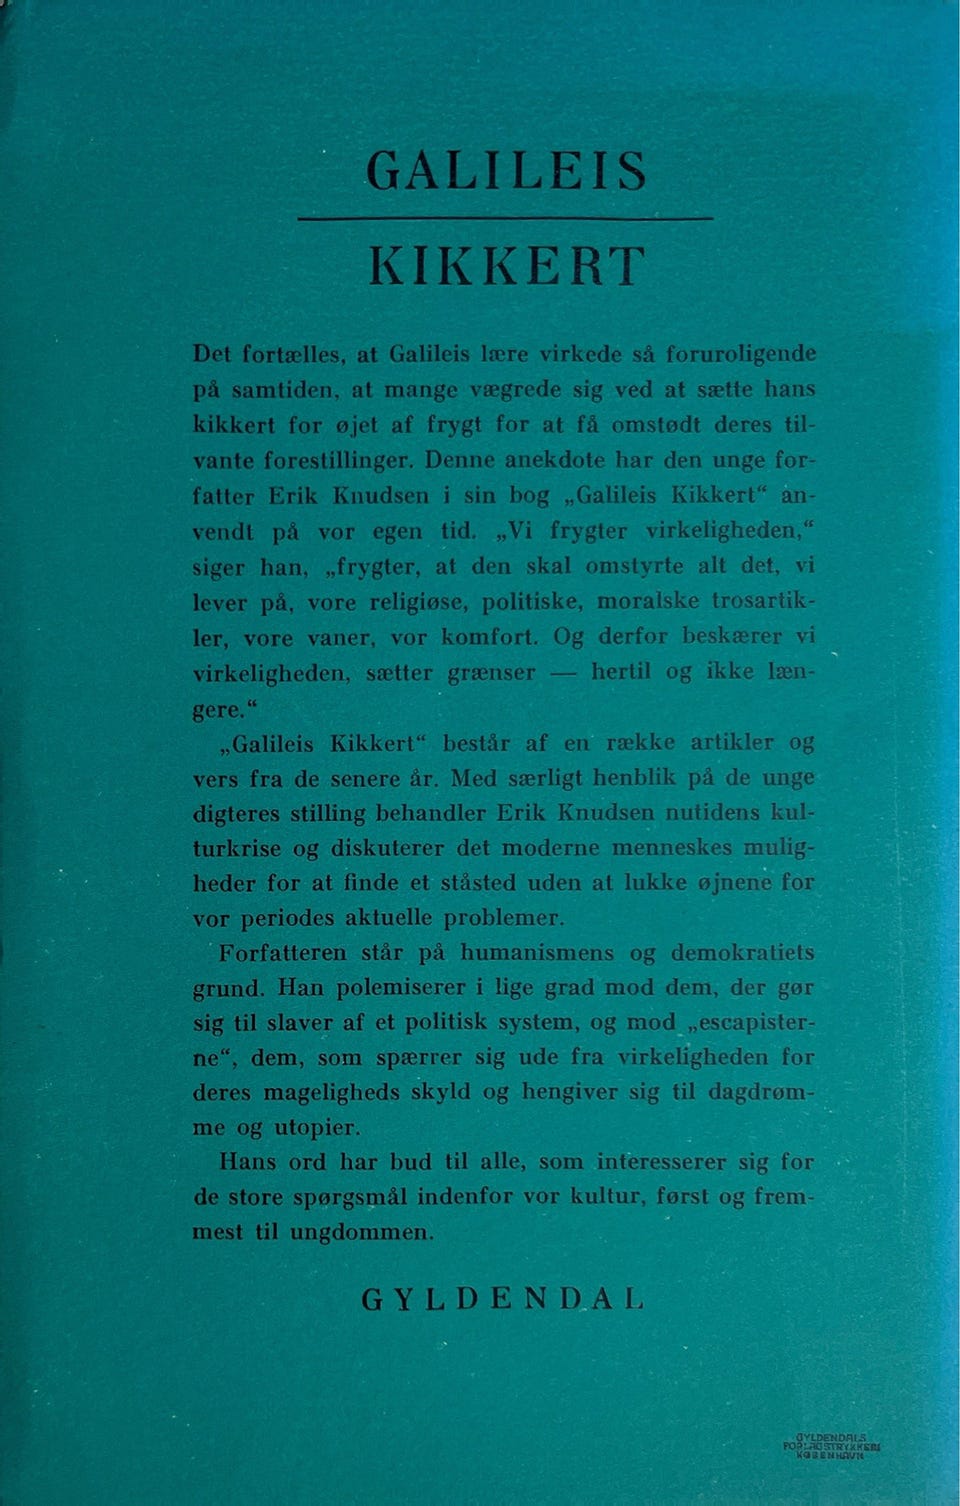 GALILEIS
KIKKERT
Det fortælles, at Galileis lære virkede så foruroligende
på samtiden, at mange vægrede sig ved at sætte hans
kikkert for øjet af frygt for at få omstødt deres til-
vante forestillinger. Denne anekdote har den unge for-
fatter Erik Knudsen i sin bog „Galileis Kikkert“ an-
vendt på vor egen tid. „Vi frygter virkeligheden,“
siger han, „frygter, at den skal omstyrte alt det, vi
lever på, vore religiøse, politiske, moralske trosartik-
ler, vore vaner, vor komfort. Og derfor beskærer vi
virkeligheden, sætter grænser — hertil og ikke læn-
gere.“
„Galileis Kikkert“ består af en række artikler og
vers fra de senere år. Med særligt henblik på de unge
digteres stilling behandler Erik Knudsen nutidens kul-
turkrise og diskuterer det moderne menneskes mulig-
heder for at finde et ståsted uden at lukke øjnene for
vor periodes aktuelle problemer.
Forfatteren står på humanismens og demokratiets
grund. Han polemiserer i lige grad mod dem, der gør
sig til slaver af et politisk system, og mod „escapister-
ne“, dem, som spærrer sig ude fra virkeligheden for
deres mageligheds skyld og hengiver sig til dagdrøm-
me og utopier.
Hans ord har bud til alle, som interesserer sig for
de store spørgsmål indenfor vor kultur, først og frem-
mest til ungdommen.
GYLDENDAL
GYLDENDALS
FORLAGSTRYKKERI
KØBENHAVN